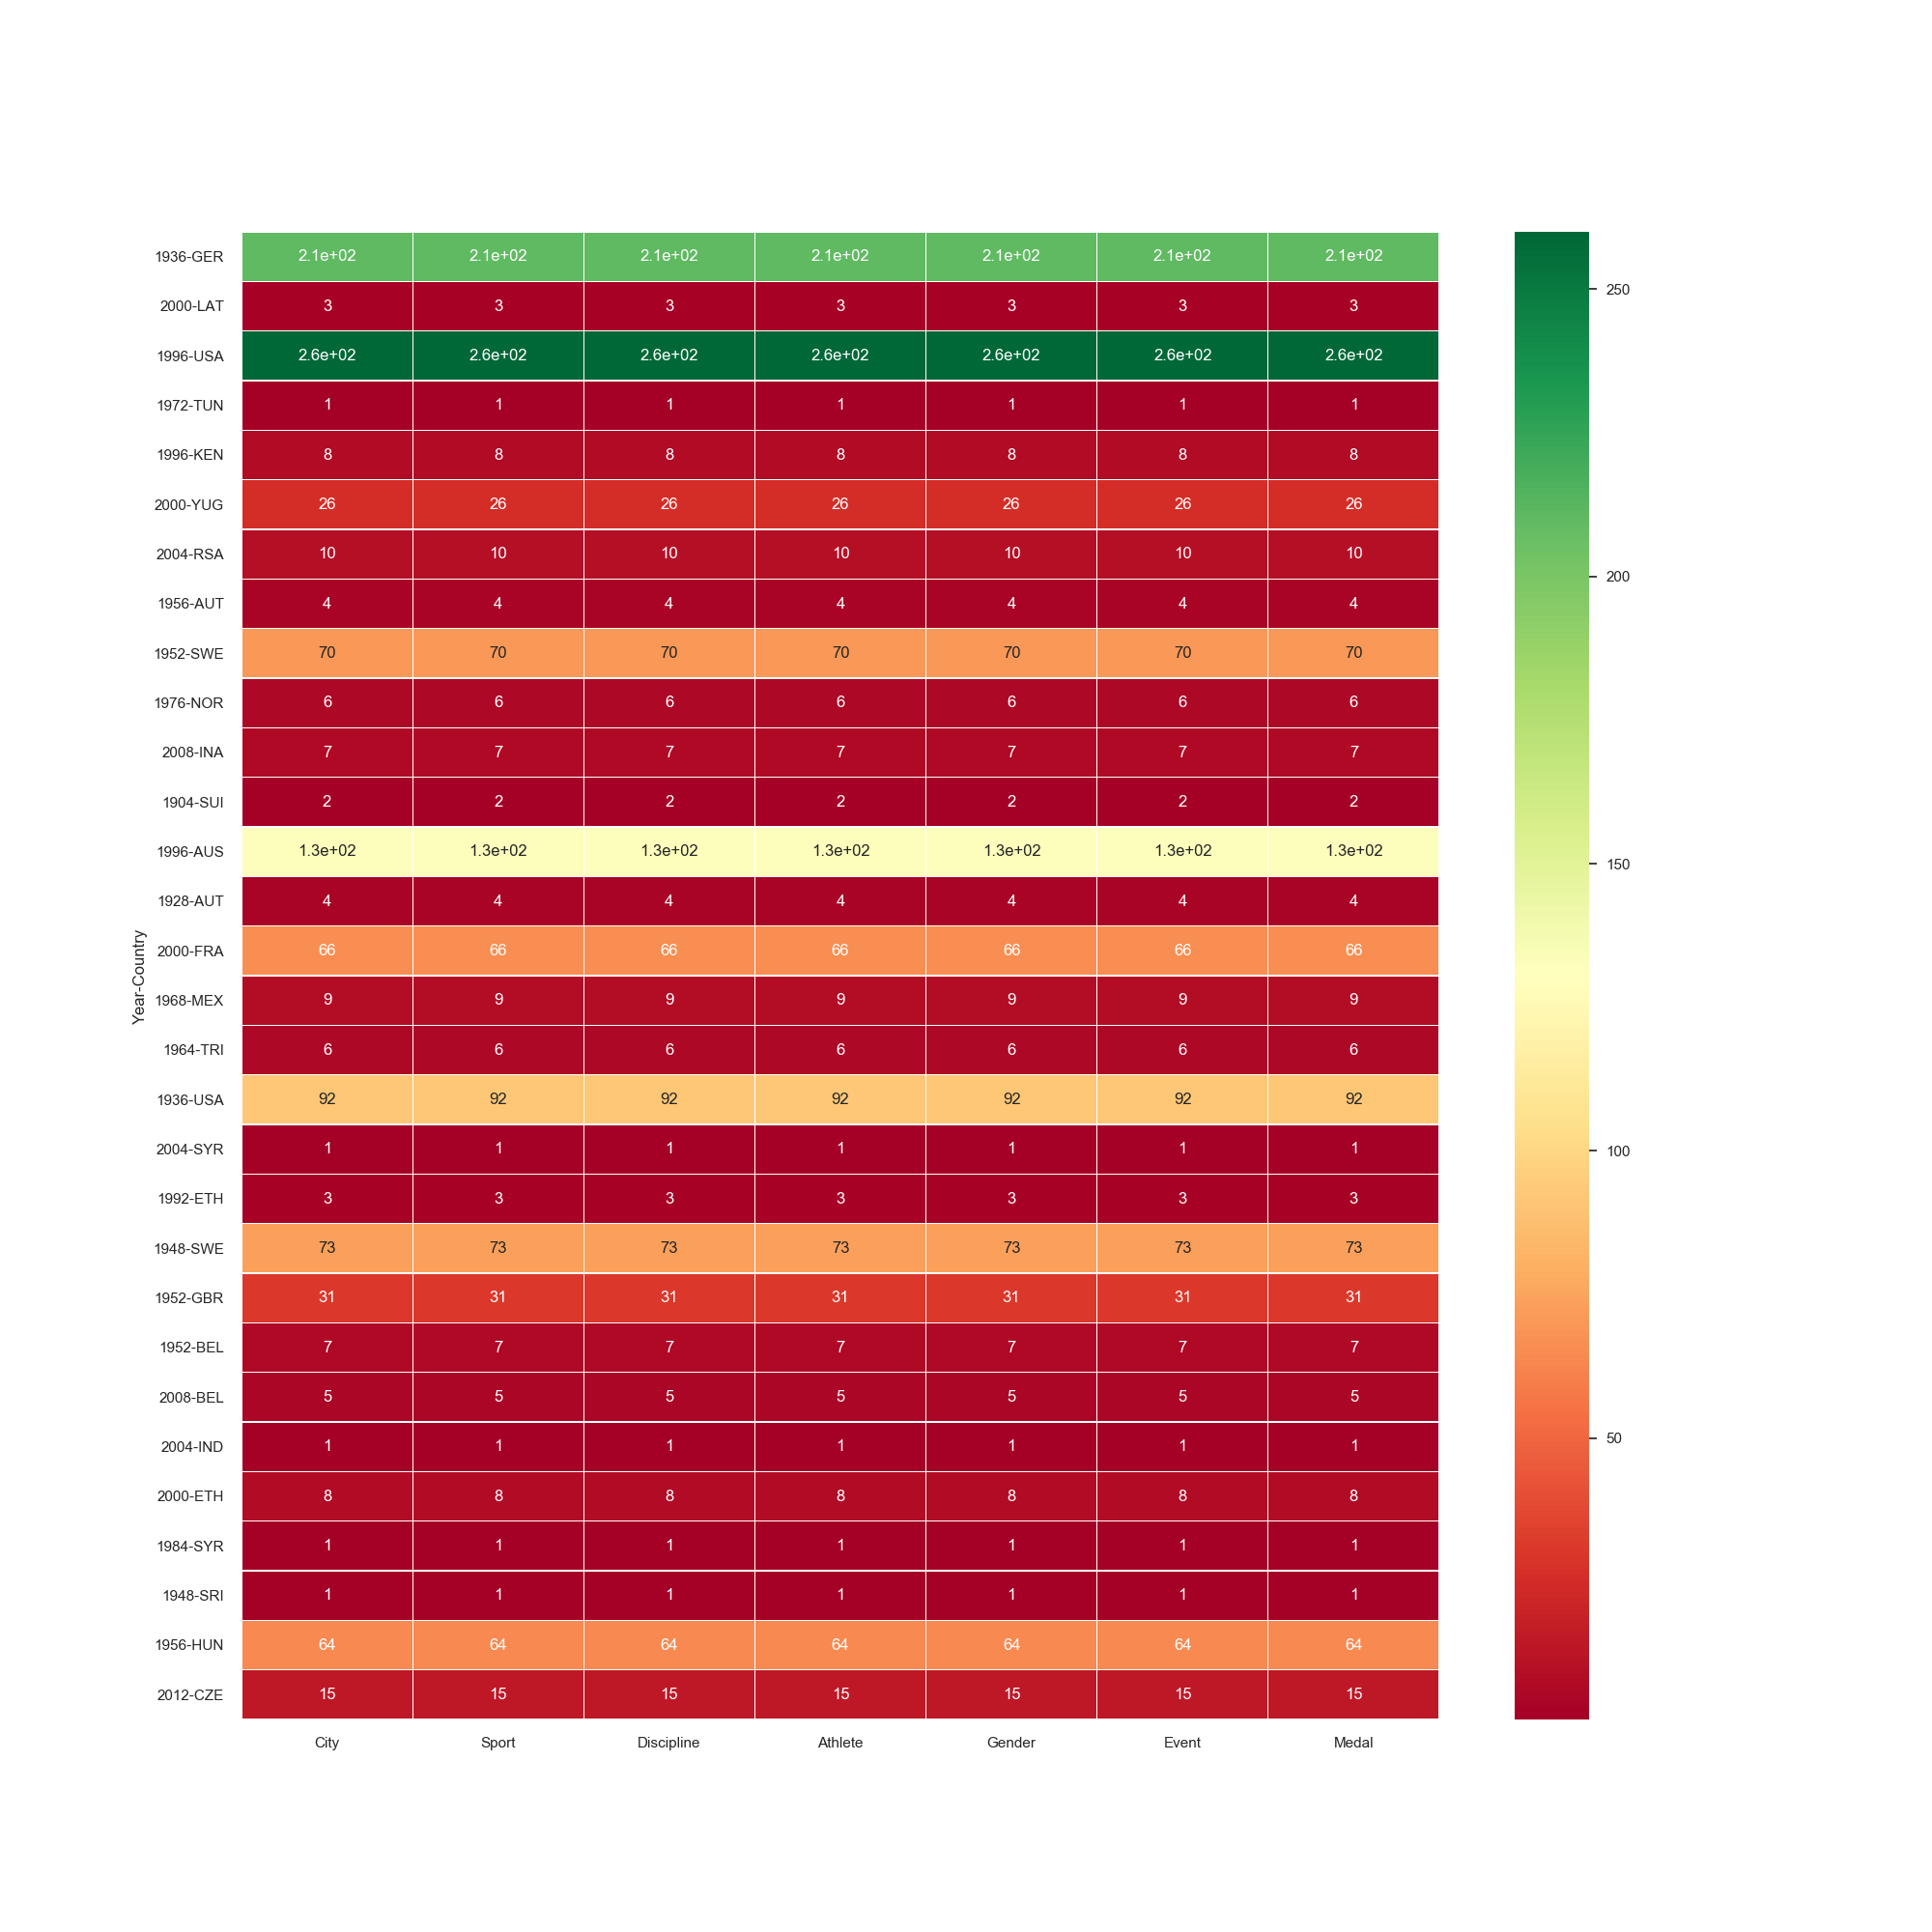 1936-GER 2.1e+02 2.1e+02 2.1e+02 2.1e+02 2.1e+02 2.1e+02 2.1e+02
2000-LAT 3 3 3 3 3 3 3
1996-USA 2.6e+02 2.6e+02 2.6e+02 2.6e+02 2.6e+02 2.6e+02 2.6e+02
1972-TUN 1 1 1 1 1 1 1
1996-KEN 8 8 8 8 8 8 8
2000-YUG 26 26 26 26 26 26 26
2004-RSA 10 10 10 10 10 10 10
1956-AUT 4 4 4 4 4 4 4
1952-SWE 70 70 70 70 70 70 70
1976-NOR 6 6 6 6 6 6 6
2008-INA 7 7 7 7 7 7 7
1904-SUI 2 2 2 2 2 2 2
1996-AUS 1.3e+02 1.3e+02 1.3e+02 1.3e+02 1.3e+02 1.3e+02 1.3e+02
1928-AUT 4 4 4 4 4 4 4
2000-FRA 66 66 66 66 66 66 66
1968-MEX 9 9 9 9 9 9 9
1964-TRI 6 6 6 6 6 6 6
1936-USA 92 92 92 92 92 92 92
2004-SYR 1 1 1 1 1 1 1
1992-ETH 3 3 3 3 3 3 3
1948-SWE 73 73 73 73 73 73 73
1952-GBR 31 31 31 31 31 31 31
1952-BEL 7 7 7 7 7 7 7
2008-BEL 5 5 5 5 5 5 5
2004-IND 1 1 1 1 1 1 1
2000-ETH 8 8 8 8 8 8 8
1984-SYR 1 1 1 1 1 1 1
1948-SRI 1 1 1 1 1 1 1
1956-HUN 64 64 64 64 64 64 64
2012-CZE 15 15 15 15 15 15 15
City Sport Discipline Athlete Gender Event Medal
Year-Country
250
200
150
100
50